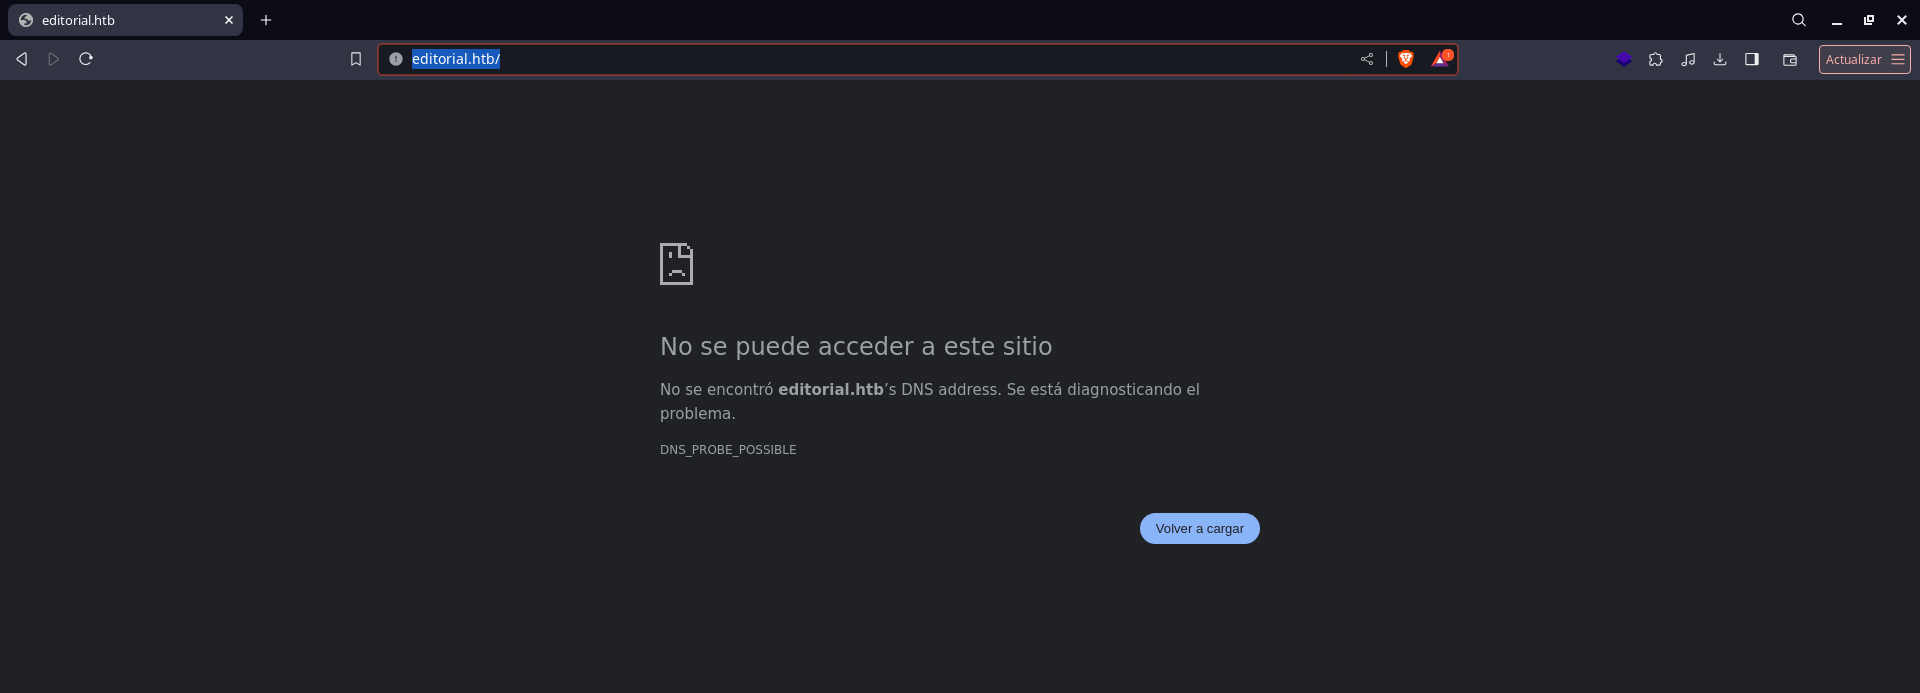 editorial.htb
editorial.htb/
Actualizar
No se puede acceder a este sitio
No se encontró editorial.htb’s DNS address. Se está diagnosticando el
problema.
DNS_PROBE_POSSIBLE
Volver a cargar